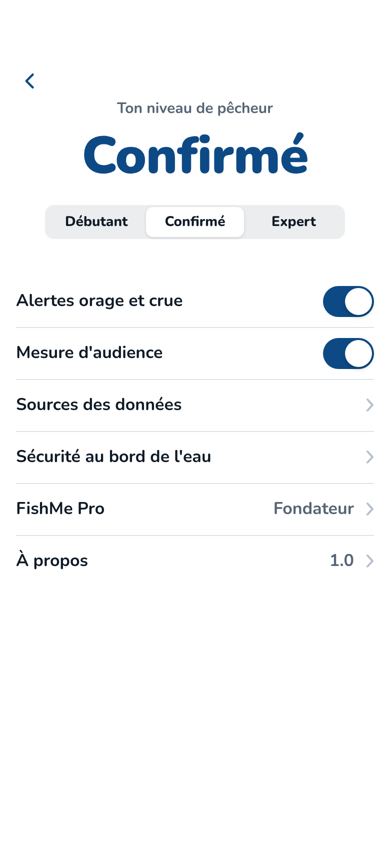 Ton niveau de pêcheur
Confirmé
Débutant Confirmé Expert
Alertes orage et crue
Mesure d'audience
Sources des données
Sécurité au bord de l'eau
FishMe Pro Fondateur
À propos 1.0